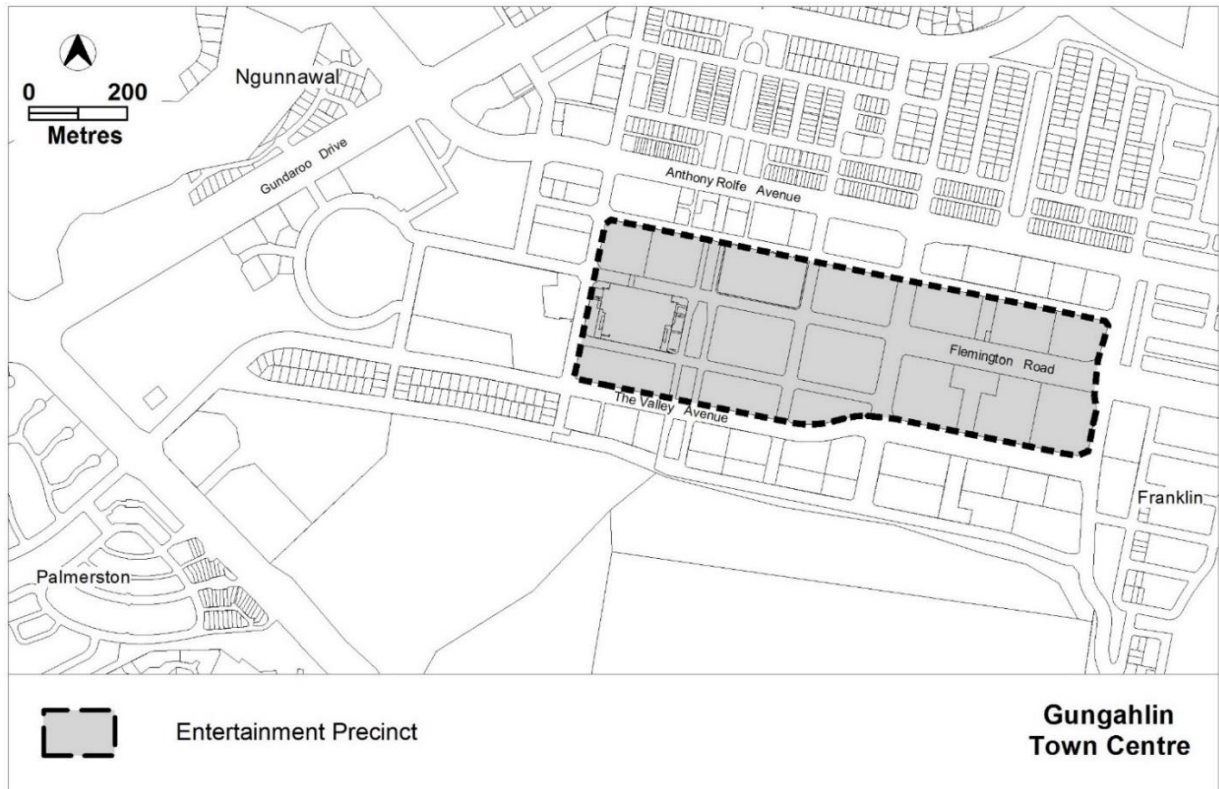 Ngunnawal
0 200
Metres
Gundaroo Drive
Anthony Rolfe Avenue
Flemington Road
The Valley Avenue
Franklin
Palmerston
Entertainment Precinct
Gungahlin
Town Centre